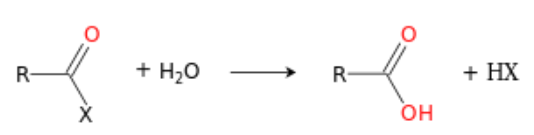 O O
R + H₂O R + HX
X OH